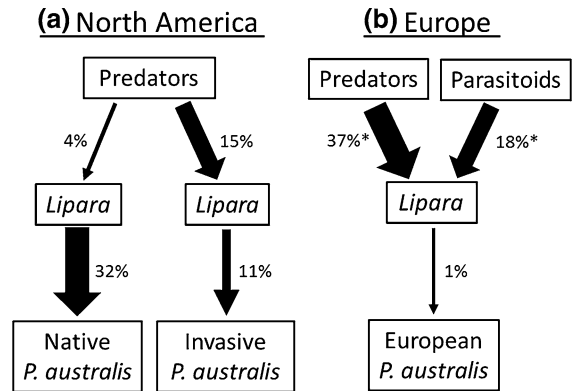 (a) North America
Predators
4%
15%
Lipara
Lipara
32%
11%
Native
P. australis
Invasive
P. australis
(b) Europe
Predators
Parasitoids
37%*
18%*
Lipara
1%
European
P. australis